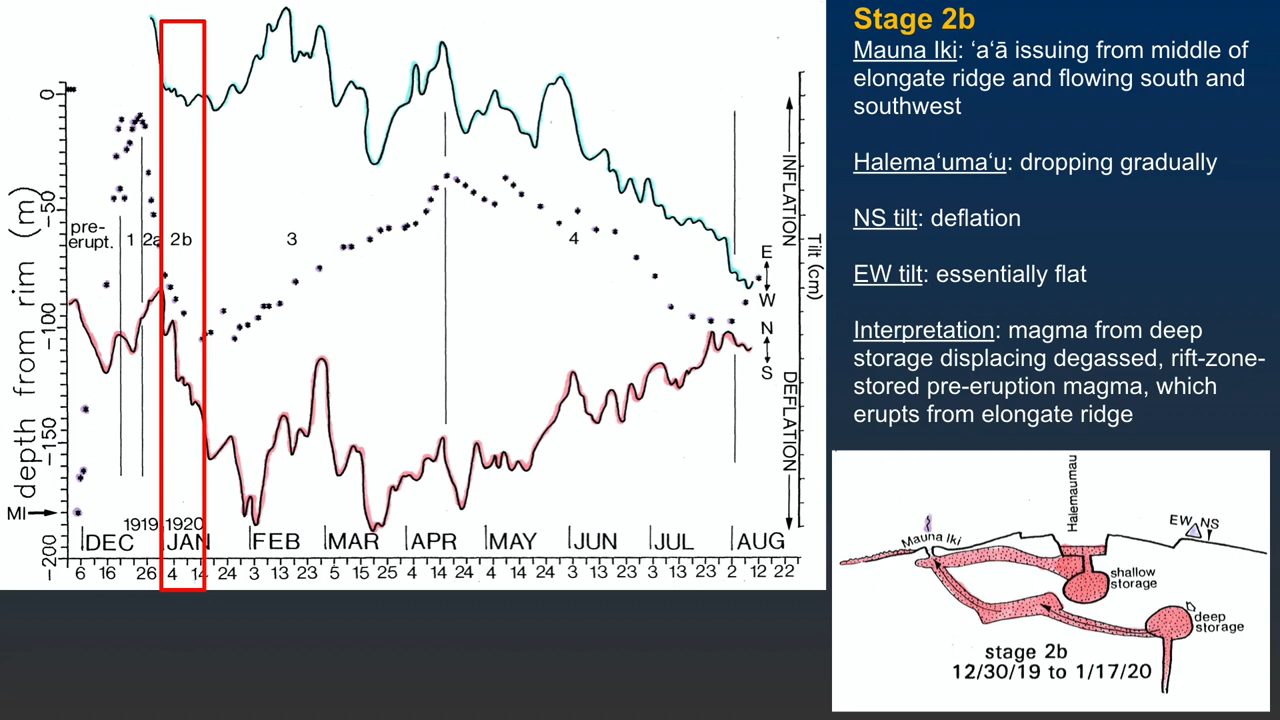 Stage 2b
Mauna Iki: ‘a‘ā issuing from middle of
elongate ridge and flowing south and
southwest
Halema‘uma‘u: dropping gradually
NS tilt: deflation
EW tilt: essentially flat
Interpretation: magma from deep
storage displacing degassed, rift-zone-
stored pre-eruption magma, which
erupts from elongate ridge
depth from rim (m)
0
-50
-100
-150
-200
MI
pre-
erupt.
1
2a
2b
3
4
INFLATION
DEFLATION
Tilt (cm)
E
W
N
S
1919
1920
DEC
JAN
FEB
MAR
APR
MAY
JUN
JUL
AUG
6 16 26 4 14 24 3 13 23 5 15 25 4 14 24 4 14 24 3 13 23 3 13 23 2 12 22
Mauna Iki
Halemaumau
EW
NS
shallow
storage
deep
storage
stage 2b
12/30/19 to 1/17/20